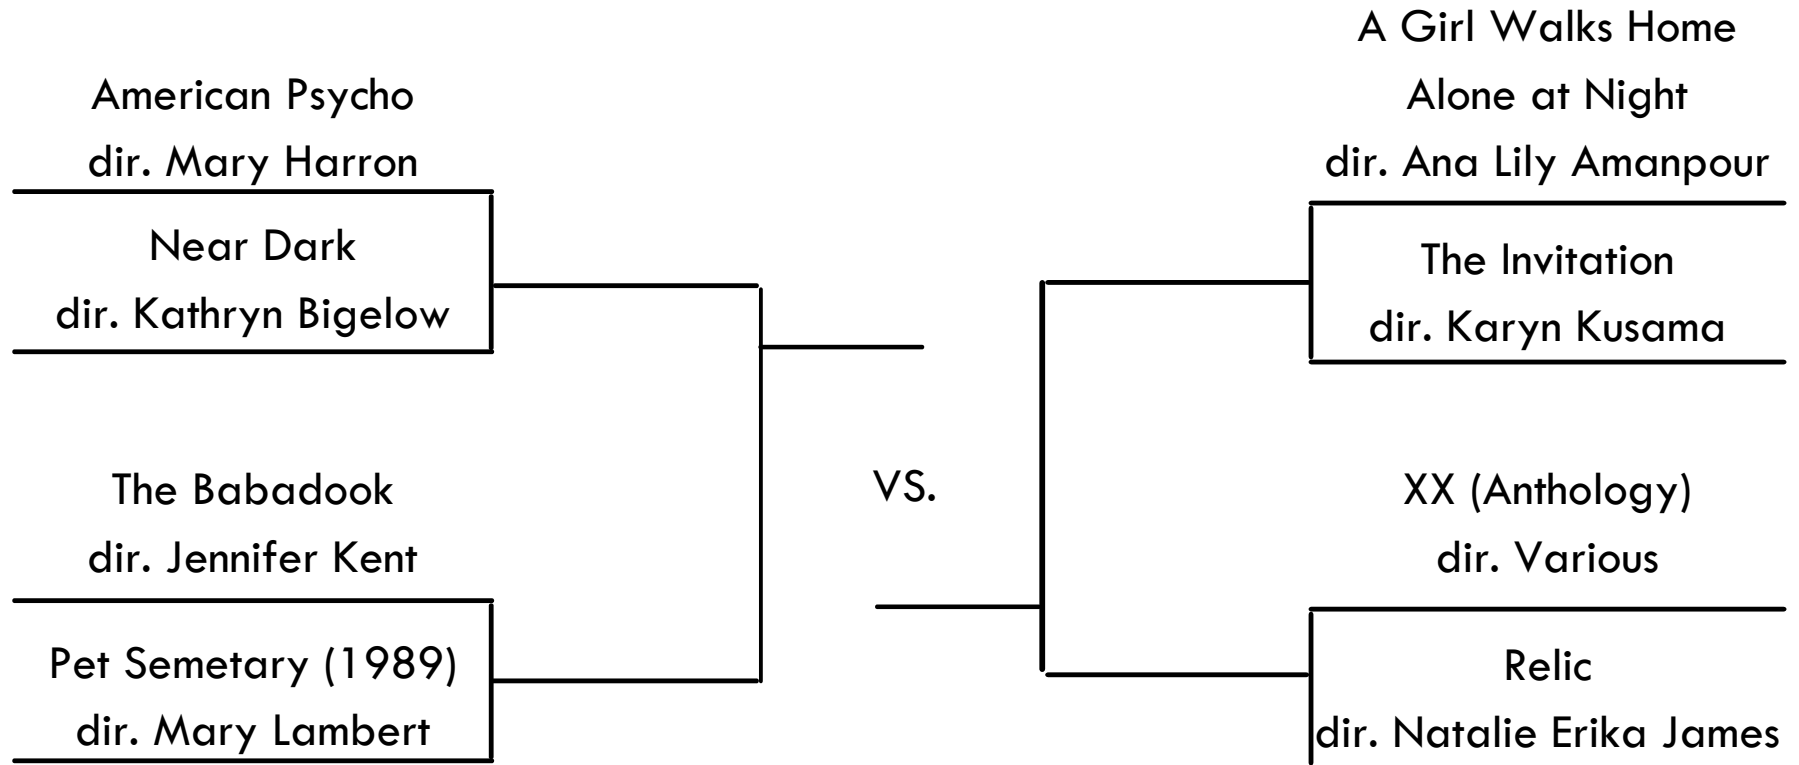 American Psycho
dir. Mary Harron
Near Dark
dir. Kathryn Bigelow
The Babadook
dir. Jennifer Kent
Pet Semetary (1989)
dir. Mary Lambert
VS.
A Girl Walks Home
Alone at Night
dir. Ana Lily Amanpour
The Invitation
dir. Karyn Kusama
XX (Anthology)
dir. Various
Relic
dir. Natalie Erika James